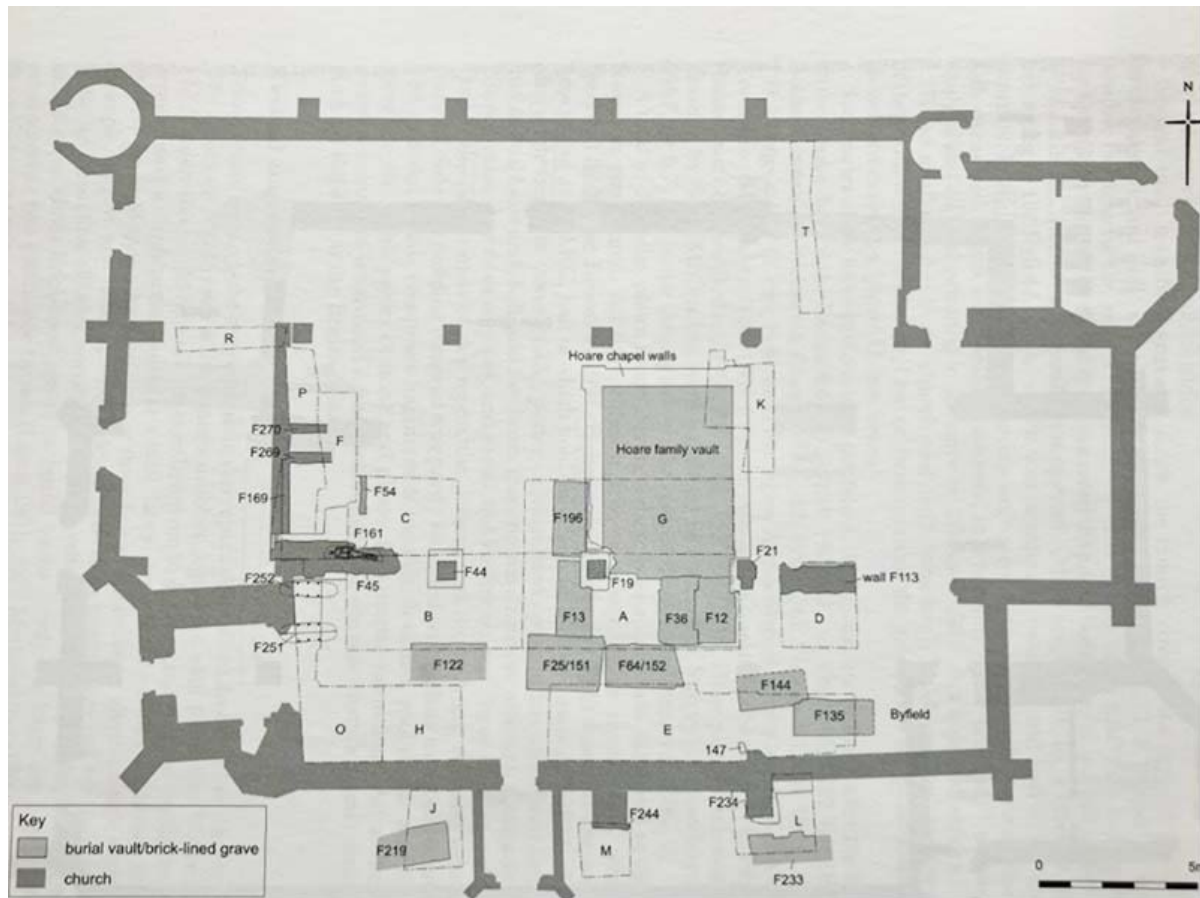 N
T
R
Hoare chapel walls
P
K
F270
F
F269
Hoare family vault
F169
F54
C
F196
G
F161
F21
F44
F252
F45
F19
wall F113
F13
A
F36
F12
B
D
F251
F122
F25/151
F64/152
F144
F135
Byfield
O
H
E
147
J
F244
F234
L
F219
M
F233
Key
burial vault/brick-lined grave
church
0
5m